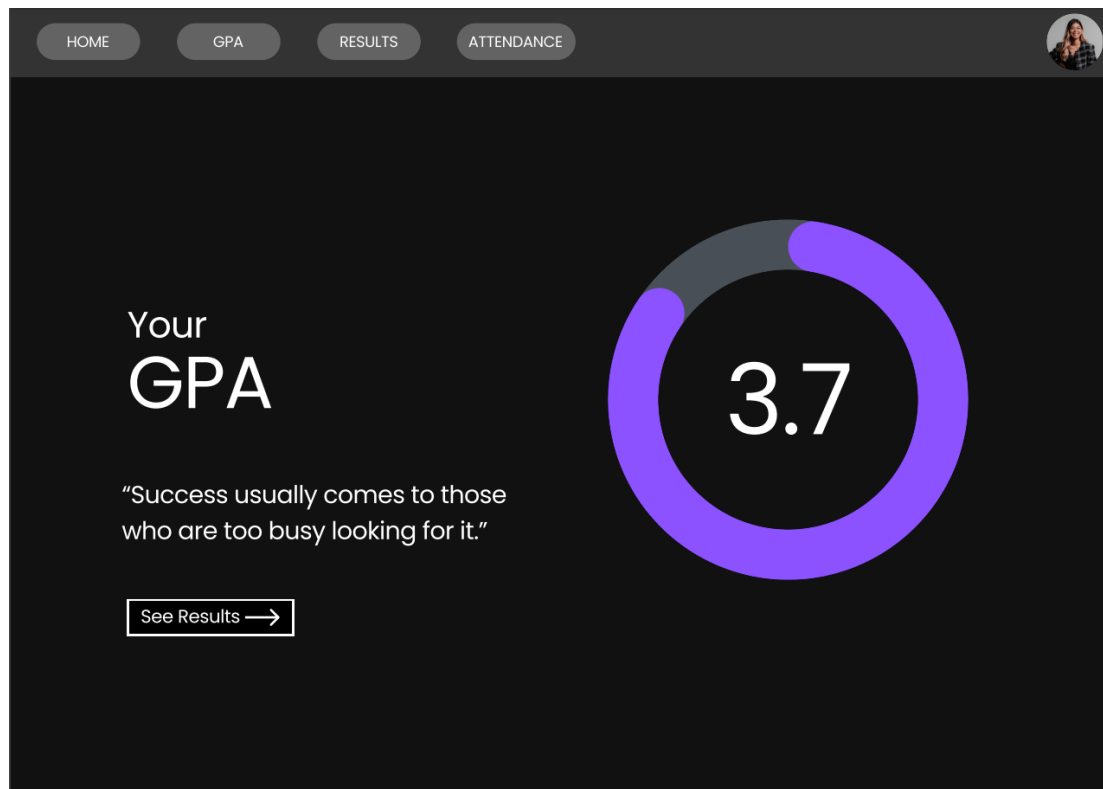 HOME
GPA
RESULTS
ATTENDANCE
Your
GPA
“Success usually comes to those
who are too busy looking for it.”
See Results
3.7